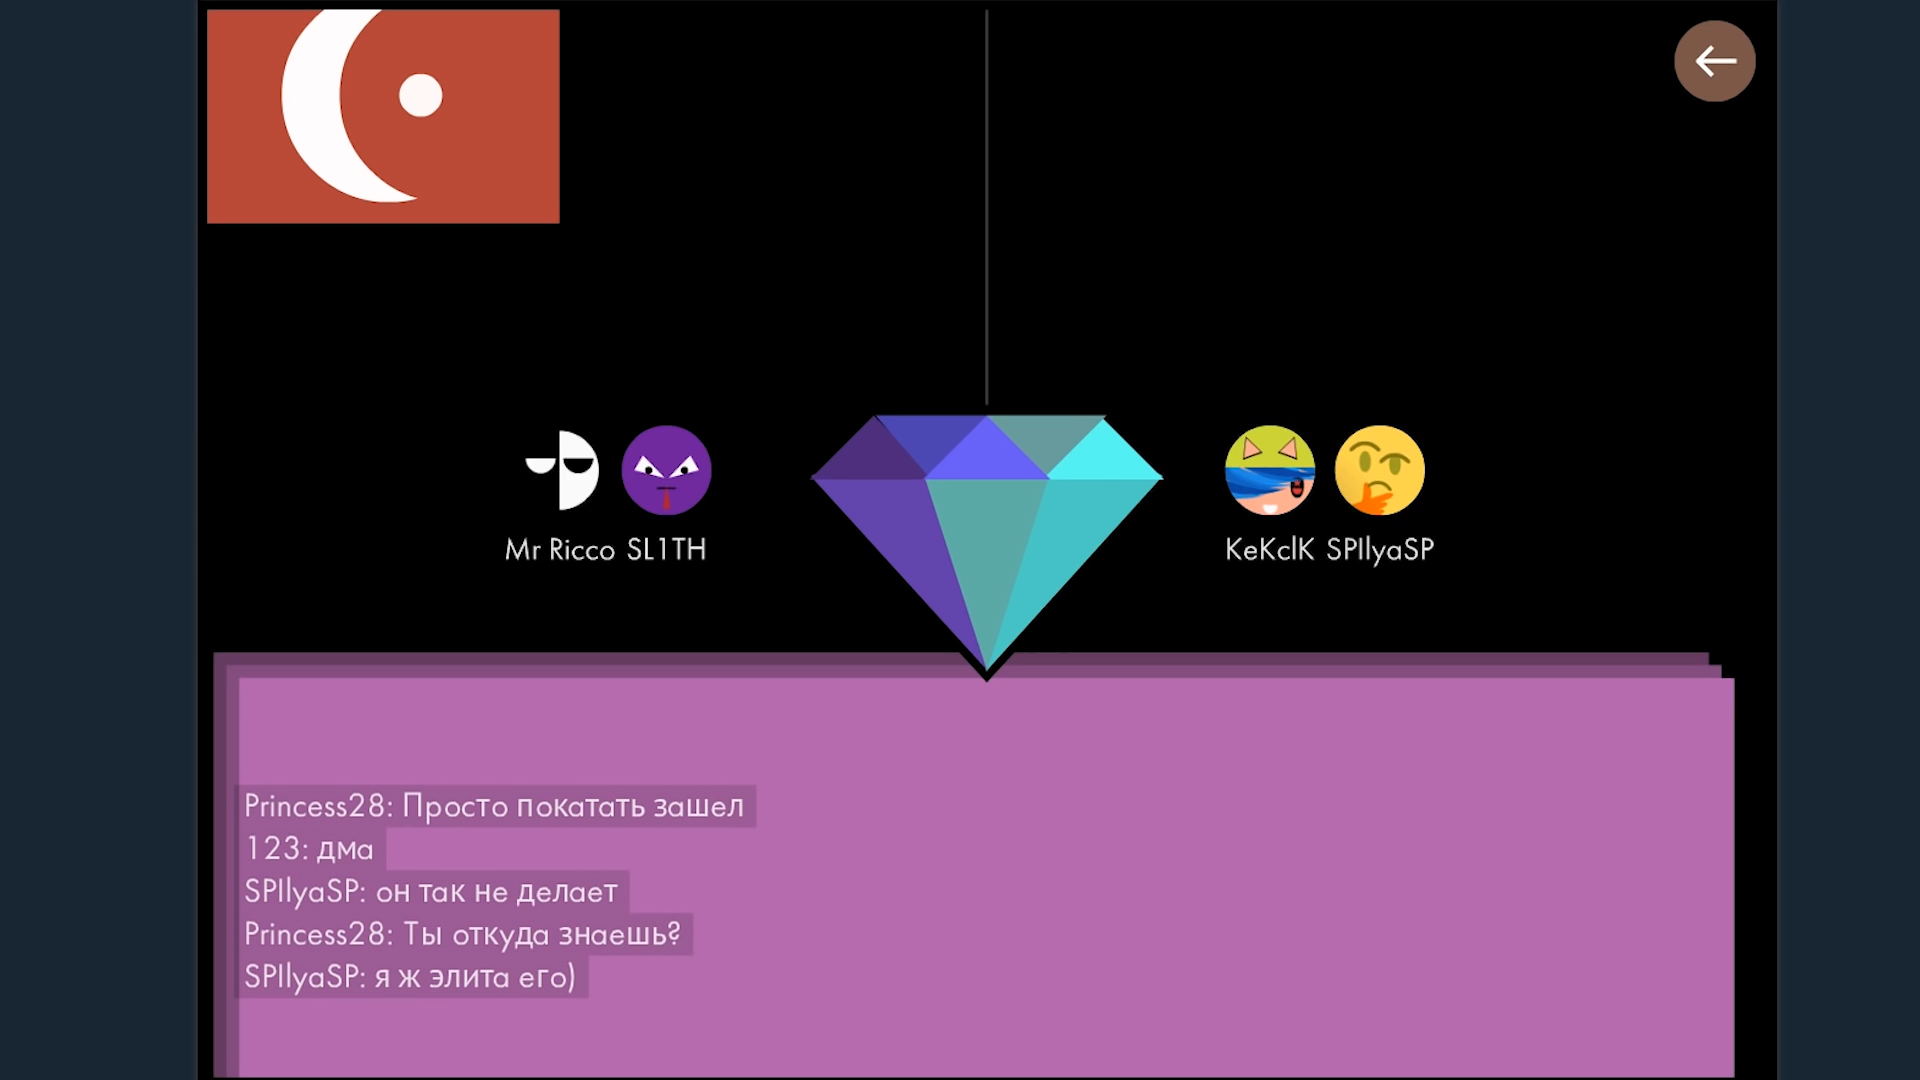 Mr Ricco SL1TH KeKclK SPIlyaSP
Princess28: Просто покатать зашел
123: дма
SPIlyaSP: он так не делает
Princess28: Ты откуда знаешь?
SPIlyaSP: я ж элита его)